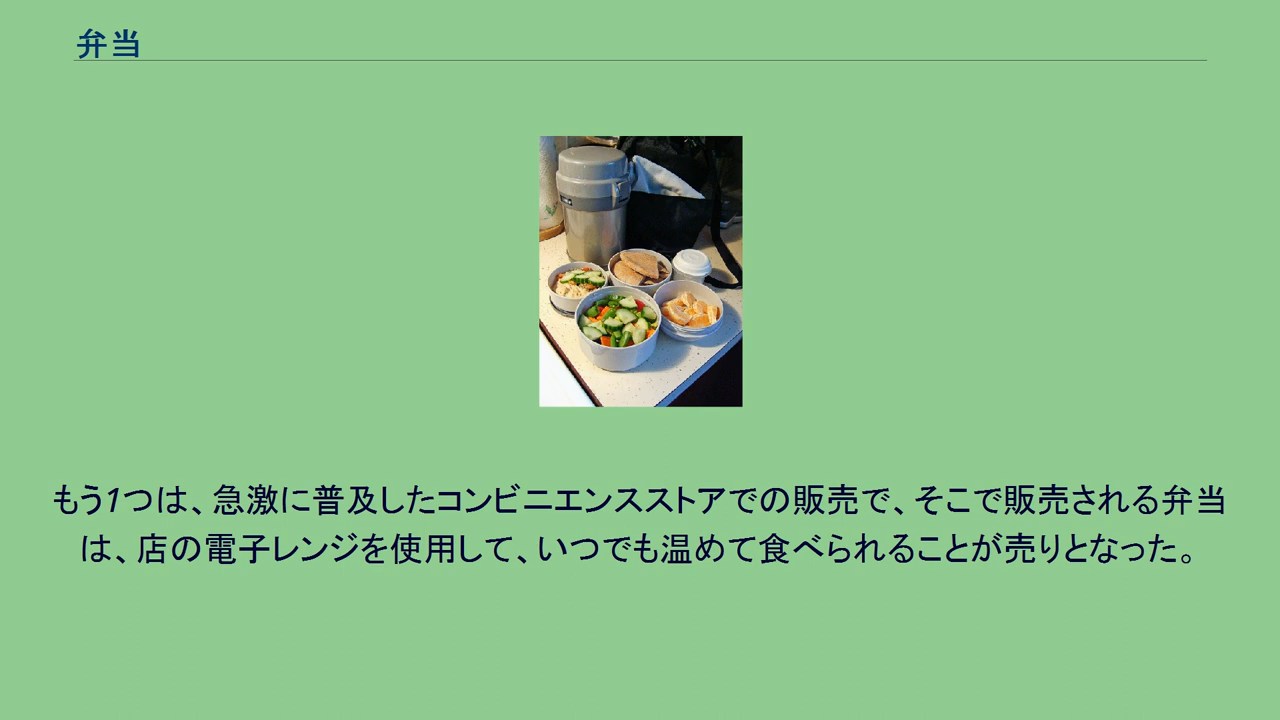 弁当
もう1つは、急激に普及したコンビニエンスストアでの販売で、そこで販売される弁当
は、店の電子レンジを使用して、いつでも温めて食べられることが売りとなった。